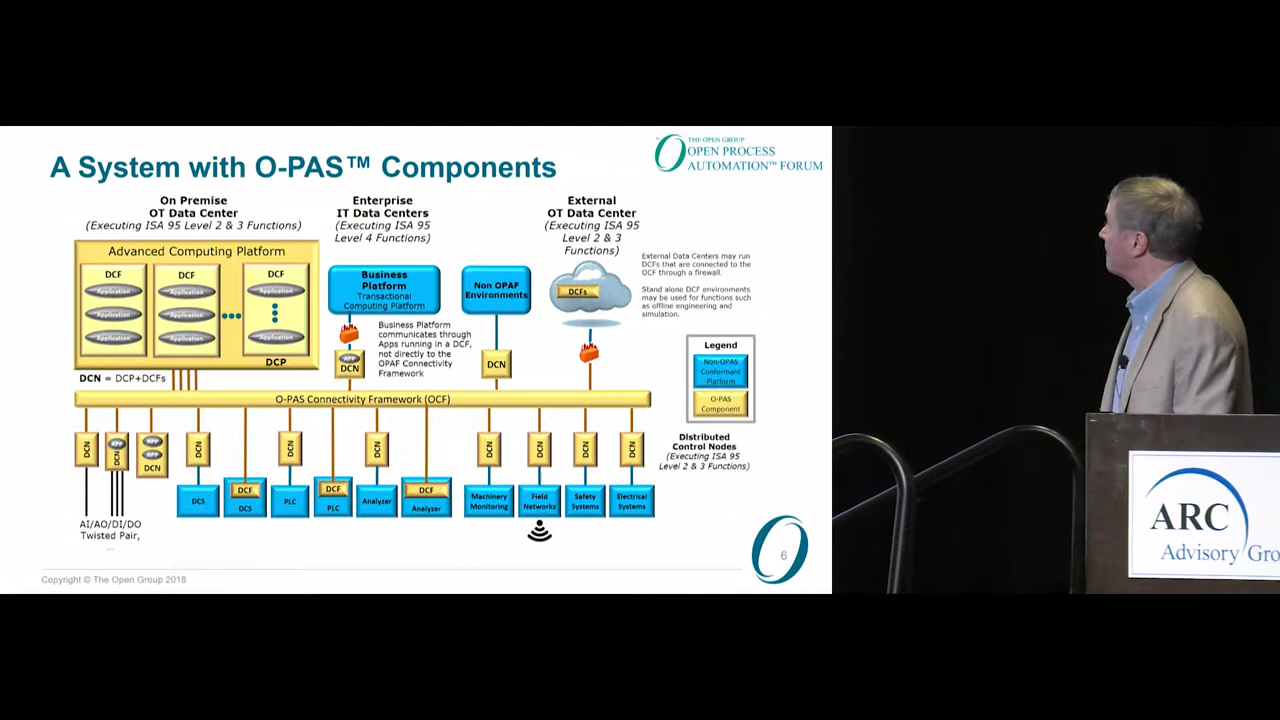 A System with O-PAS™ Components
THE OPEN GROUP
OPEN PROCESS
AUTOMATION™ FORUM
On Premise
OT Data Center
(Executing ISA 95 Level 2 & 3 Functions)
Enterprise
IT Data Centers
(Executing ISA 95
Level 4 Functions)
External
OT Data Center
(Executing ISA 95
Level 2 & 3
Functions)
Advanced Computing Platform
DCF
Application
Application
Application
DCF
Application
Application
Application
DCF
Application
Application
DCP
DCN = DCP+DCFs
Business
Platform
Transactional
Computing Platform
Business Platform
communicates through
Apps running in a DCF,
not directly to the
OPAF Connectivity
Framework
APP
DCN
Non OPAF
Environments
DCN
DCFs
External Data Centers may run
DCFs that are connected to the
OCF through a firewall.
Stand alone DCF environments
may be used for functions such
as offline engineering and
simulation.
Legend
Non-OPAS
Conformant
Platform
O-PAS
Component
O-PAS Connectivity Framework (OCF)
DCN
APP
DCN
APP
APP
DCN
DCN
DCN
DCN
DCN
DCN
DCN
DCN
Distributed
Control Nodes
(Executing ISA 95
Level 2 & 3 Functions)
DCS
DCF
DCS
PLC
DCF
PLC
Analyzer
DCF
Analyzer
Machinery
Monitoring
Field
Networks
Safety
Systems
Electrical
Systems
AI/AO/DI/DO
Twisted Pair,
...
6
Copyright © The Open Group 2018
ARC
Advisory Gro